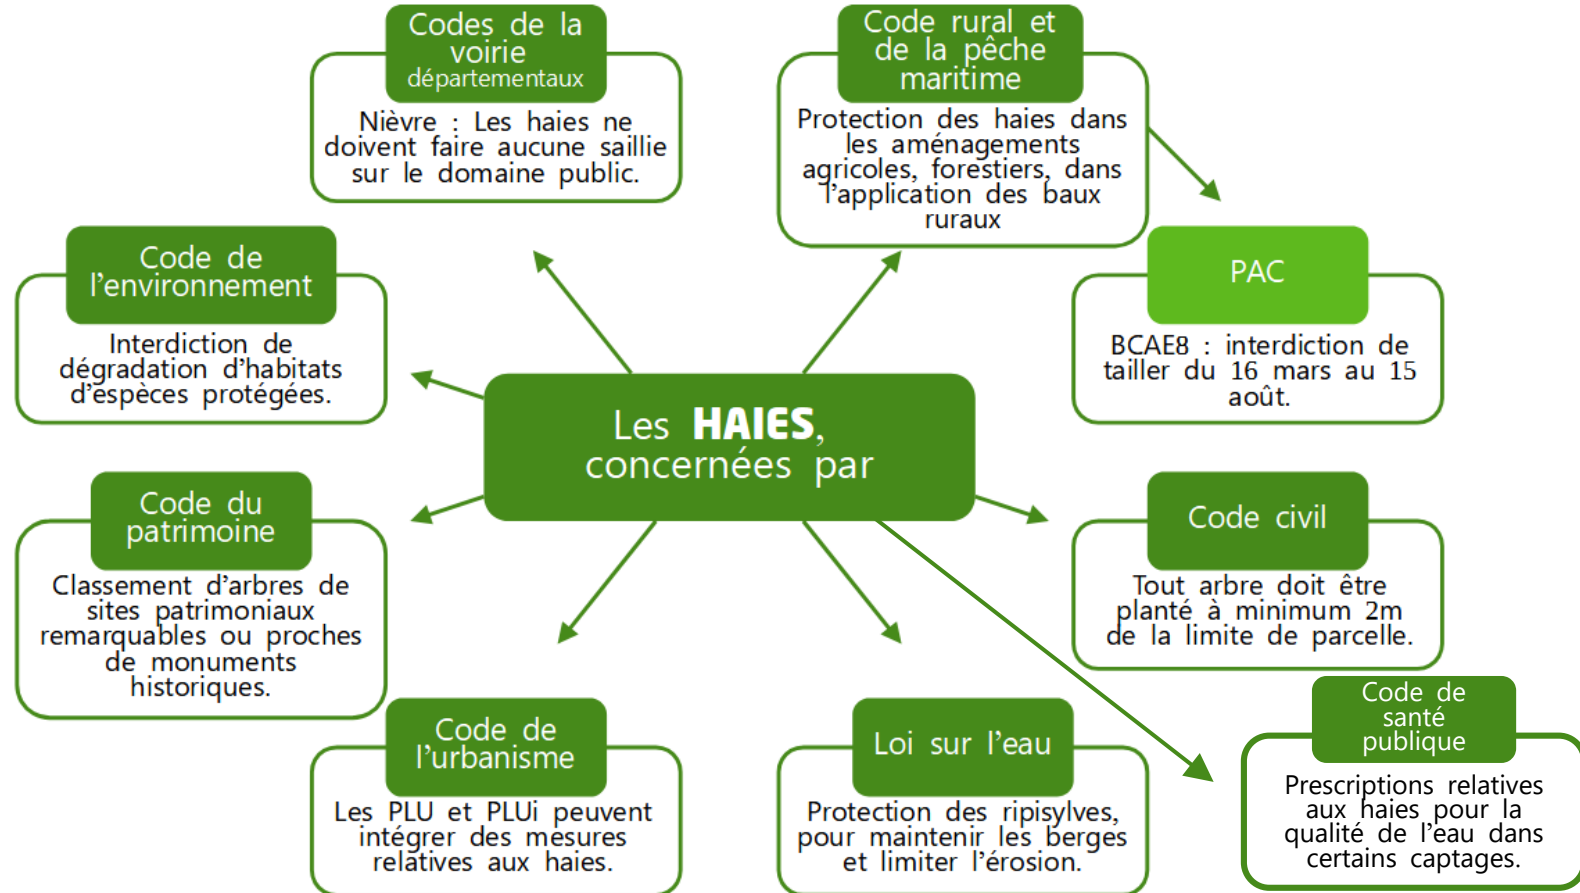 Codes de la
voirie
départementaux
Nièvre : Les haies ne
doivent faire aucune saillie
sur le domaine public.
Code rural et
de la pêche
maritime
Protection des haies dans
les aménagements
agricoles, forestiers, dans
l’application des baux
ruraux
Code de
l’environnement
Interdiction de
dégradation d’habitats
d’espèces protégées.
PAC
BCAE8 : interdiction de
tailler du 16 mars au 15
août.
Les HAIES,
concernées par
Code du
patrimoine
Classement d’arbres de
sites patrimoniaux
remarquables ou proches
de monuments
historiques.
Code civil
Tout arbre doit être
planté à minimum 2m
de la limite de parcelle.
Code de
l’urbanisme
Les PLU et PLUi peuvent
intégrer des mesures
relatives aux haies.
Loi sur l’eau
Protection des ripisylves,
pour maintenir les berges
et limiter l’érosion.
Code de
santé
publique
Prescriptions relatives
aux haies pour la
qualité de l’eau dans
certains captages.